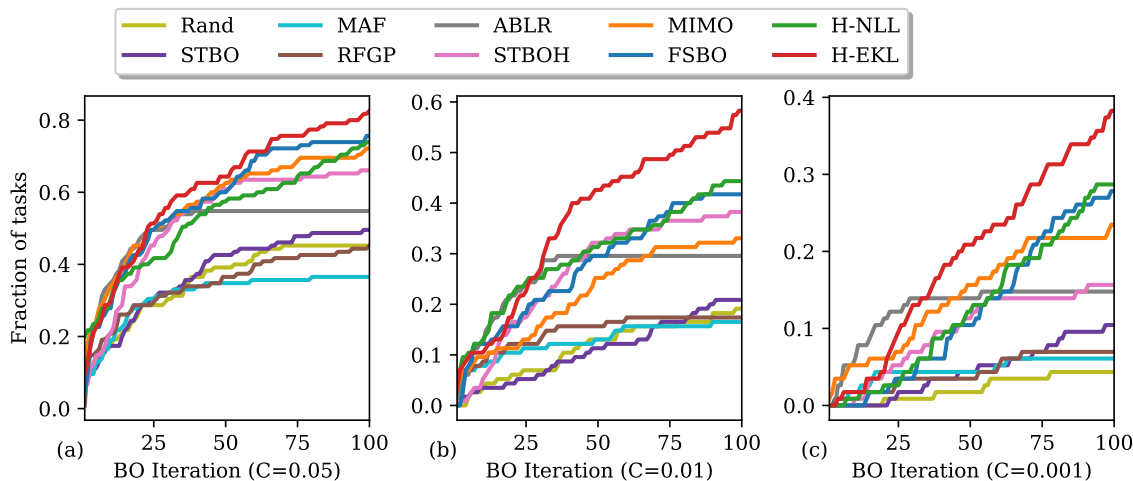 Rand MAF ABLR MIMO H-NLL
STBO RFGP STBOH FSBO H-EKL
Fraction of tasks
0.8
0.6
0.4
0.2
0.0
25 50 75 100
(a) BO Iteration (C=0.05)
0.6
0.5
0.4
0.3
0.2
0.1
0.0
25 50 75 100
(b) BO Iteration (C=0.01)
0.4
0.3
0.2
0.1
0.0
25 50 75 100
(c) BO Iteration (C=0.001)